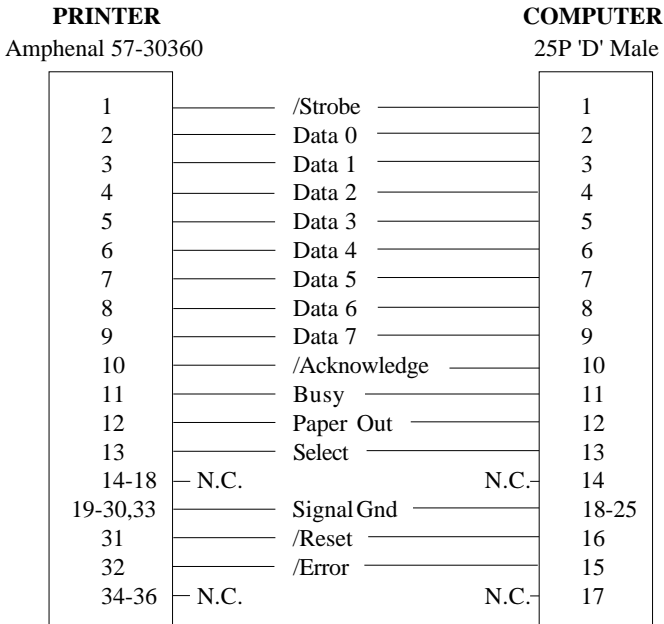 PRINTER COMPUTER
Amphenal 57-30360 25P 'D' Male
1 /Strobe 1
2 Data 0 2
3 Data 1 3
4 Data 2 4
5 Data 3 5
6 Data 4 6
7 Data 5 7
8 Data 6 8
9 Data 7 9
10 /Acknowledge 10
11 Busy 11
12 Paper Out 12
13 Select 13
14-18 N.C. N.C. 14
19-30,33 Signal Gnd 18-25
31 /Reset 16
32 /Error 15
34-36 N.C. N.C. 17